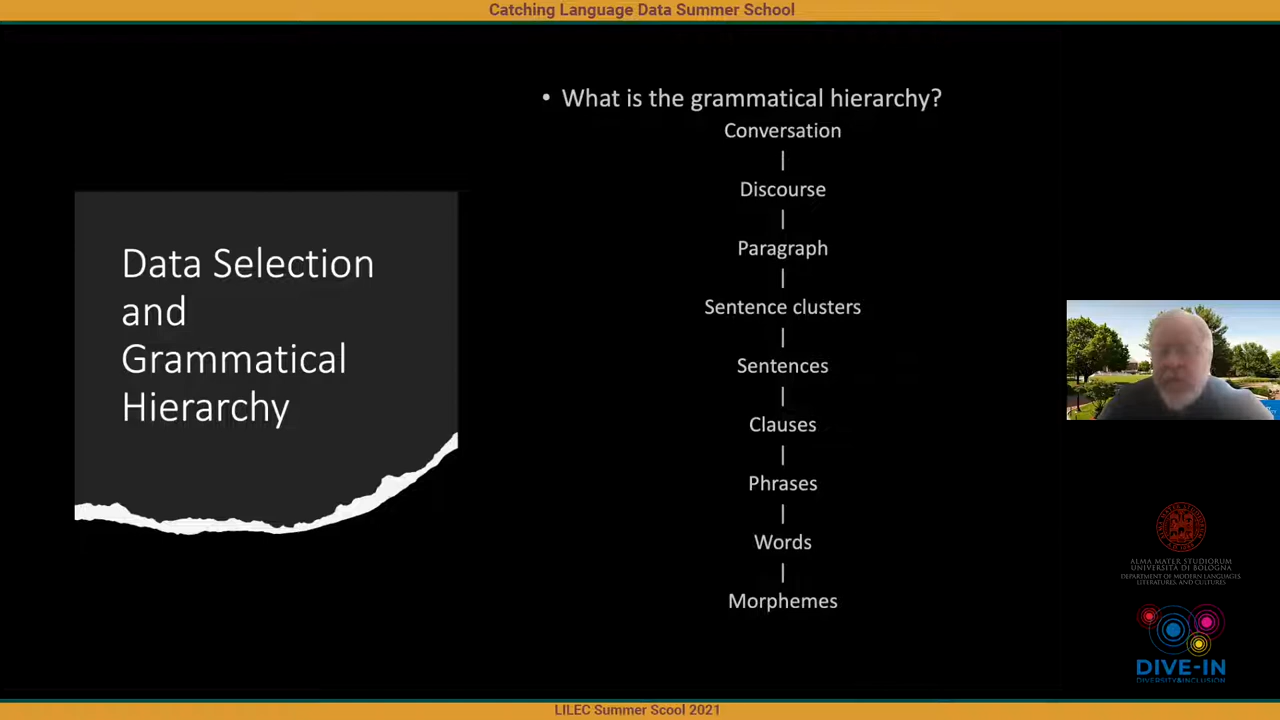 Catching Language Data Summer School
Data Selection
and
Grammatical
Hierarchy
• What is the grammatical hierarchy?
Conversation
|
Discourse
|
Paragraph
|
Sentence clusters
|
Sentences
|
Clauses
|
Phrases
|
Words
|
Morphemes
ALMA MATER STUDIORUM
UNIVERSITÀ DI BOLOGNA
DEPARTMENT OF MODERN LANGUAGES,
LITERATURES, AND CULTURES
DIVE-IN
DIVERSITY&INCLUSION
LILEC Summer Scool 2021